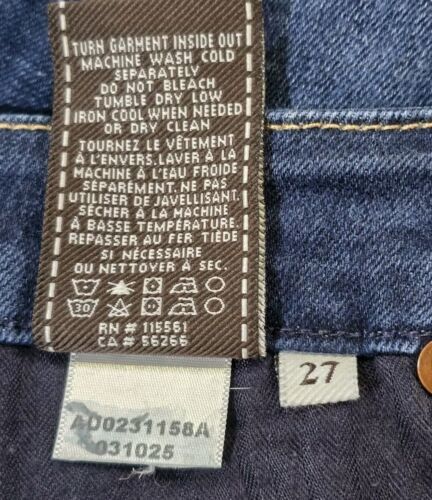 TURN GARMENT INSIDE OUT
MACHINE WASH COLD
SEPARATELY
DO NOT BLEACH
TUMBLE DRY LOW
IRON COOL WHEN NEEDED
OR DRY CLEAN
TOURNEZ LE VÊTEMENT
À L'ENVERS. LAVER À LA
MACHINE À L'EAU FROIDE
SÉPARÉMENT. NE PAS
UTILISER DE JAVELLISANT.
SÉCHER À LA MACHINE
À BASSE TEMPÉRATURE.
REPASSER AU FER TIÈDE
SI NÉCESSAIRE
OU NETTOYER À SEC.
30
RN # 115561
CA # 56266
AD0231158A
031025
27